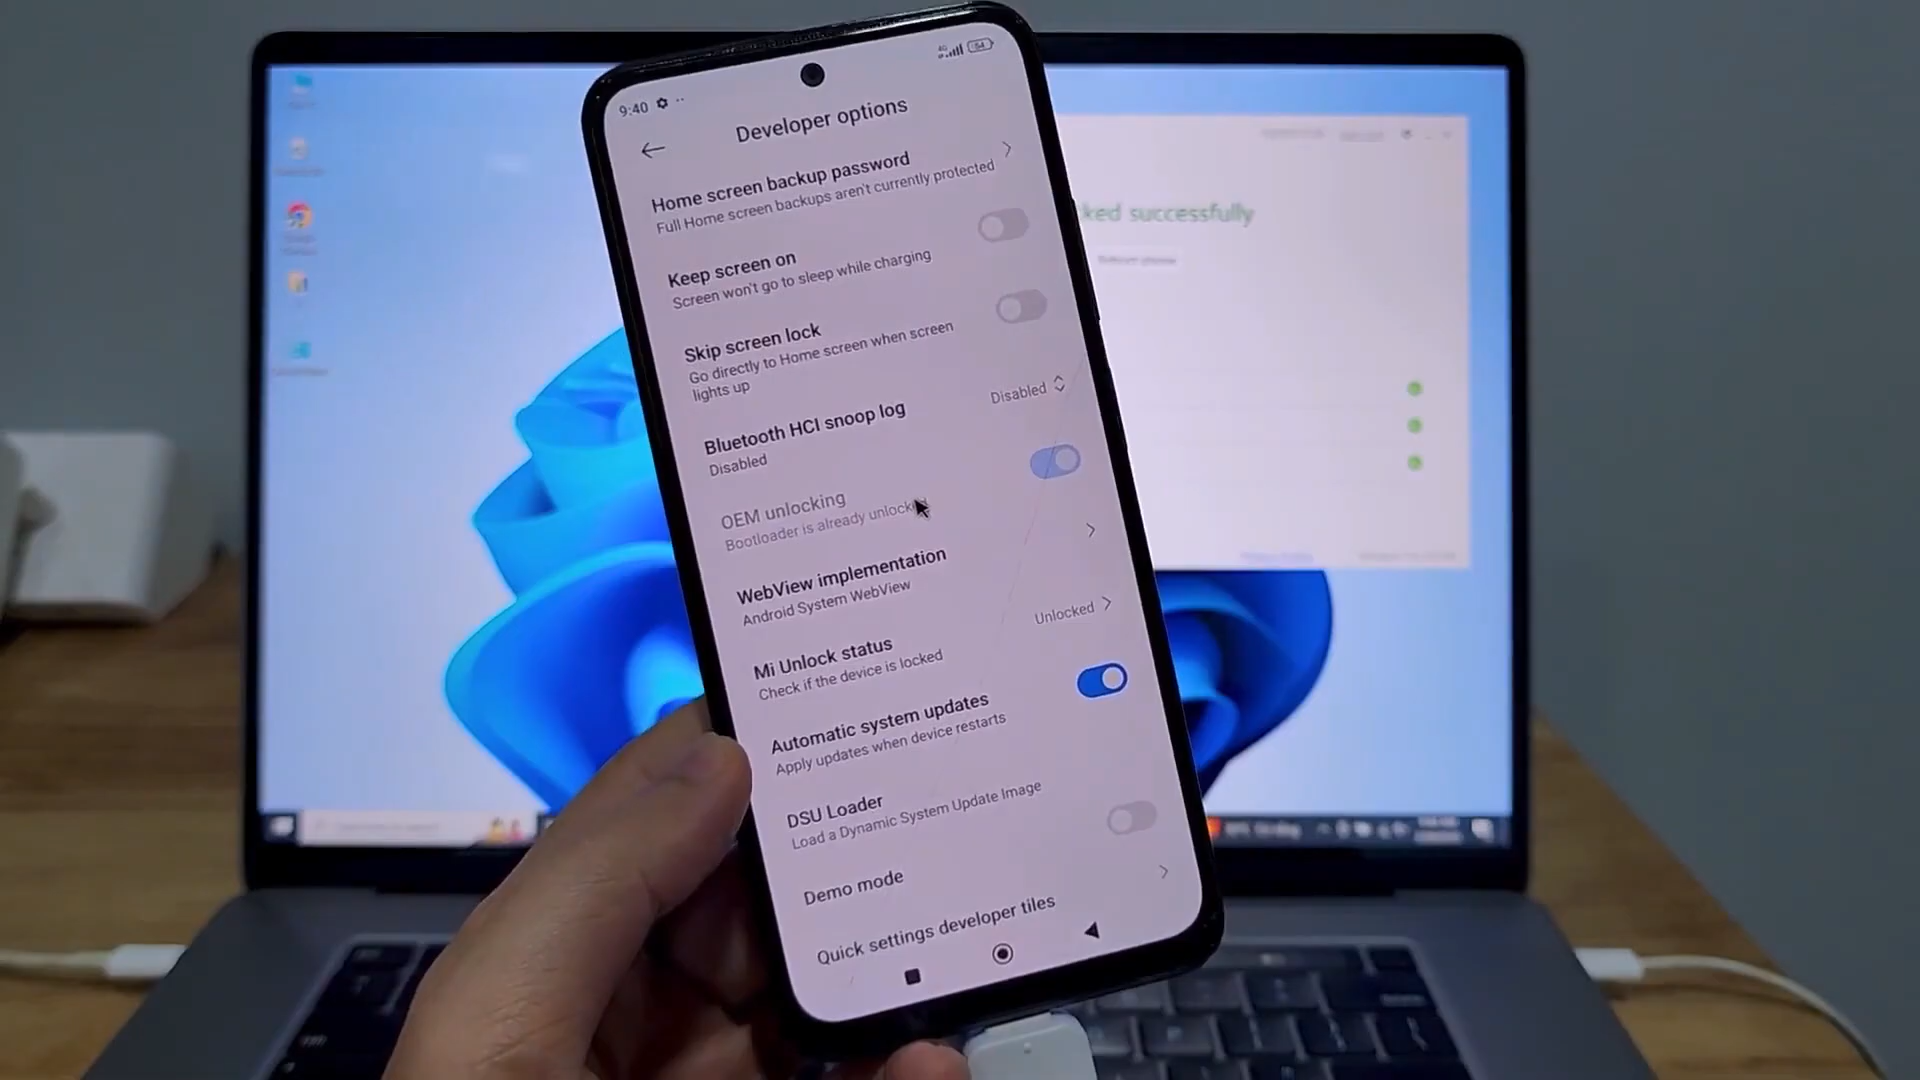 9:40
4G
54
Developer options
Home screen backup password
Full Home screen backups aren't currently protected
Keep screen on
Screen won't go to sleep while charging
Skip screen lock
Go directly to Home screen when screen
lights up
Bluetooth HCI snoop log
Disabled
Disabled
OEM unlocking
Bootloader is already
WebView implementation
Android System WebView
Mi Unlock status
Check if the device is locked
Unlocked
Automatic system updates
Apply updates when device restarts
DSU Loader
Load a Dynamic System Update Image
Demo mode
Quick settings developer tiles
successfully